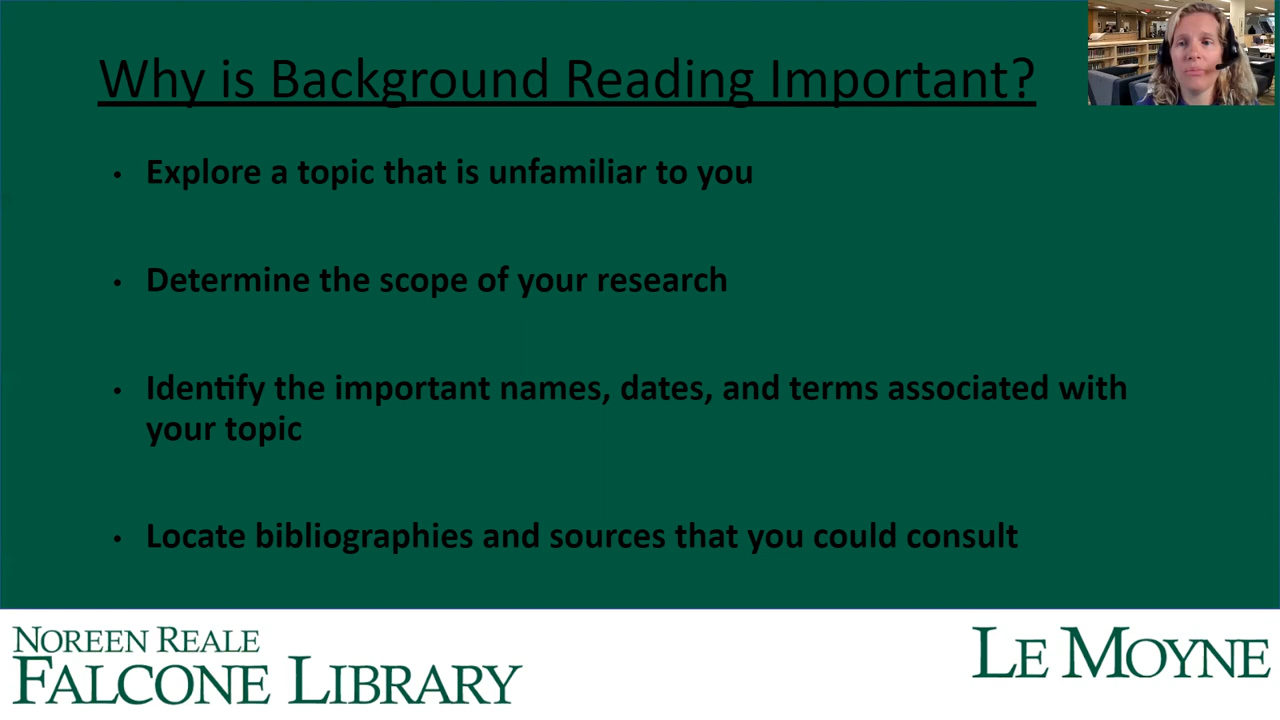 Why is Background Reading Important?
• Explore a topic that is unfamiliar to you
• Determine the scope of your research
• Identify the important names, dates, and terms associated with
your topic
• Locate bibliographies and sources that you could consult
NOREEN REALE
FALCONE LIBRARY
LE MOYNE